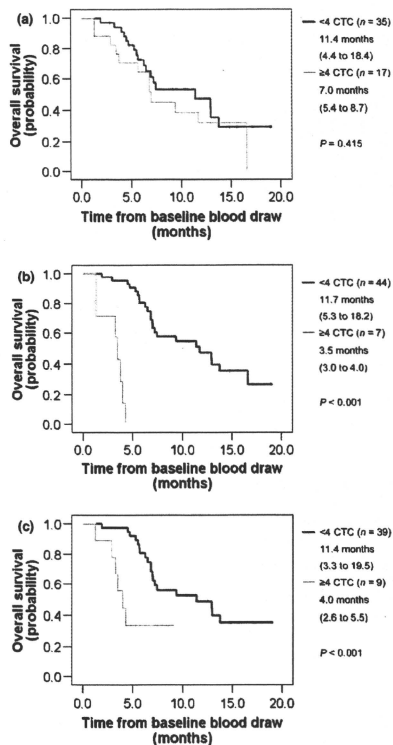 (a)
Overall survival
(probability)
1.0
0.8
0.6
0.4
0.2
0.0
0.0 5.0 10.0 15.0 20.0
Time from baseline blood draw
(months)
<4 CTC (n = 35)
11.4 months
(4.4 to 18.4)
≥4 CTC (n = 17)
7.0 months
(5.4 to 8.7)
P = 0.415
(b)
Overall survival
(probability)
1.0
0.8
0.6
0.4
0.2
0.0
0.0 5.0 10.0 15.0 20.0
Time from baseline blood draw
(months)
<4 CTC (n = 44)
11.7 months
(5.3 to 18.2)
≥4 CTC (n = 7)
3.5 months
(3.0 to 4.0)
P < 0.001
(c)
Overall survival
(probability)
1.0
0.8
0.6
0.4
0.2
0.0
0.0 5.0 10.0 15.0 20.0
Time from baseline blood draw
(months)
<4 CTC (n = 39)
11.4 months
(3.3 to 19.5)
≥4 CTC (n = 9)
4.0 months
(2.6 to 5.5)
P < 0.001